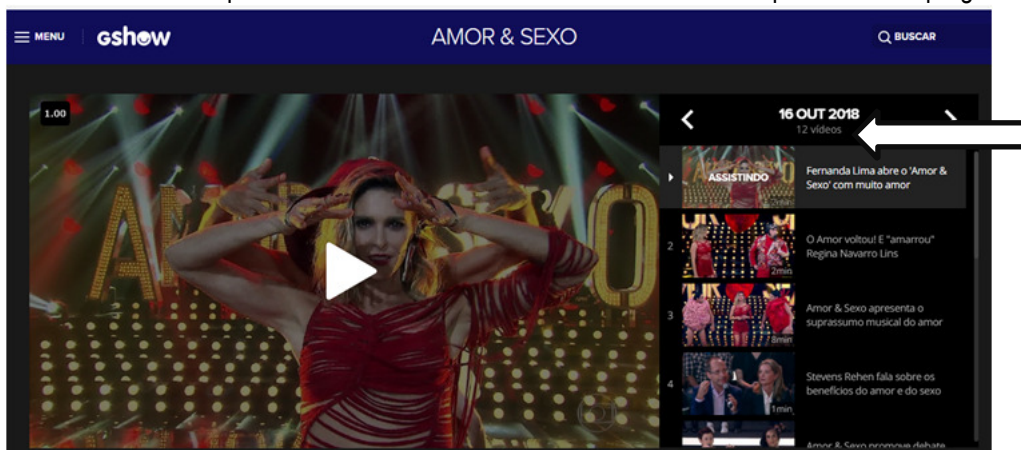 MENU
gshow
AMOR & SEXO
BUSCAR
1.00
AMOR SEXO
16 OUT 2018
12 vídeos
ASSISTINDO
Fernanda Lima abre o 'Amor &
Sexo' com muito amor
2
2min
O Amor voltou! E "amarrou"
Regina Navarro Lins
3
8min
Amor & Sexo apresenta o
suprassumo musical do amor
4
1min
Stevens Rehen fala sobre os
benefícios do amor e do sexo
Amor & Sexo promove debate